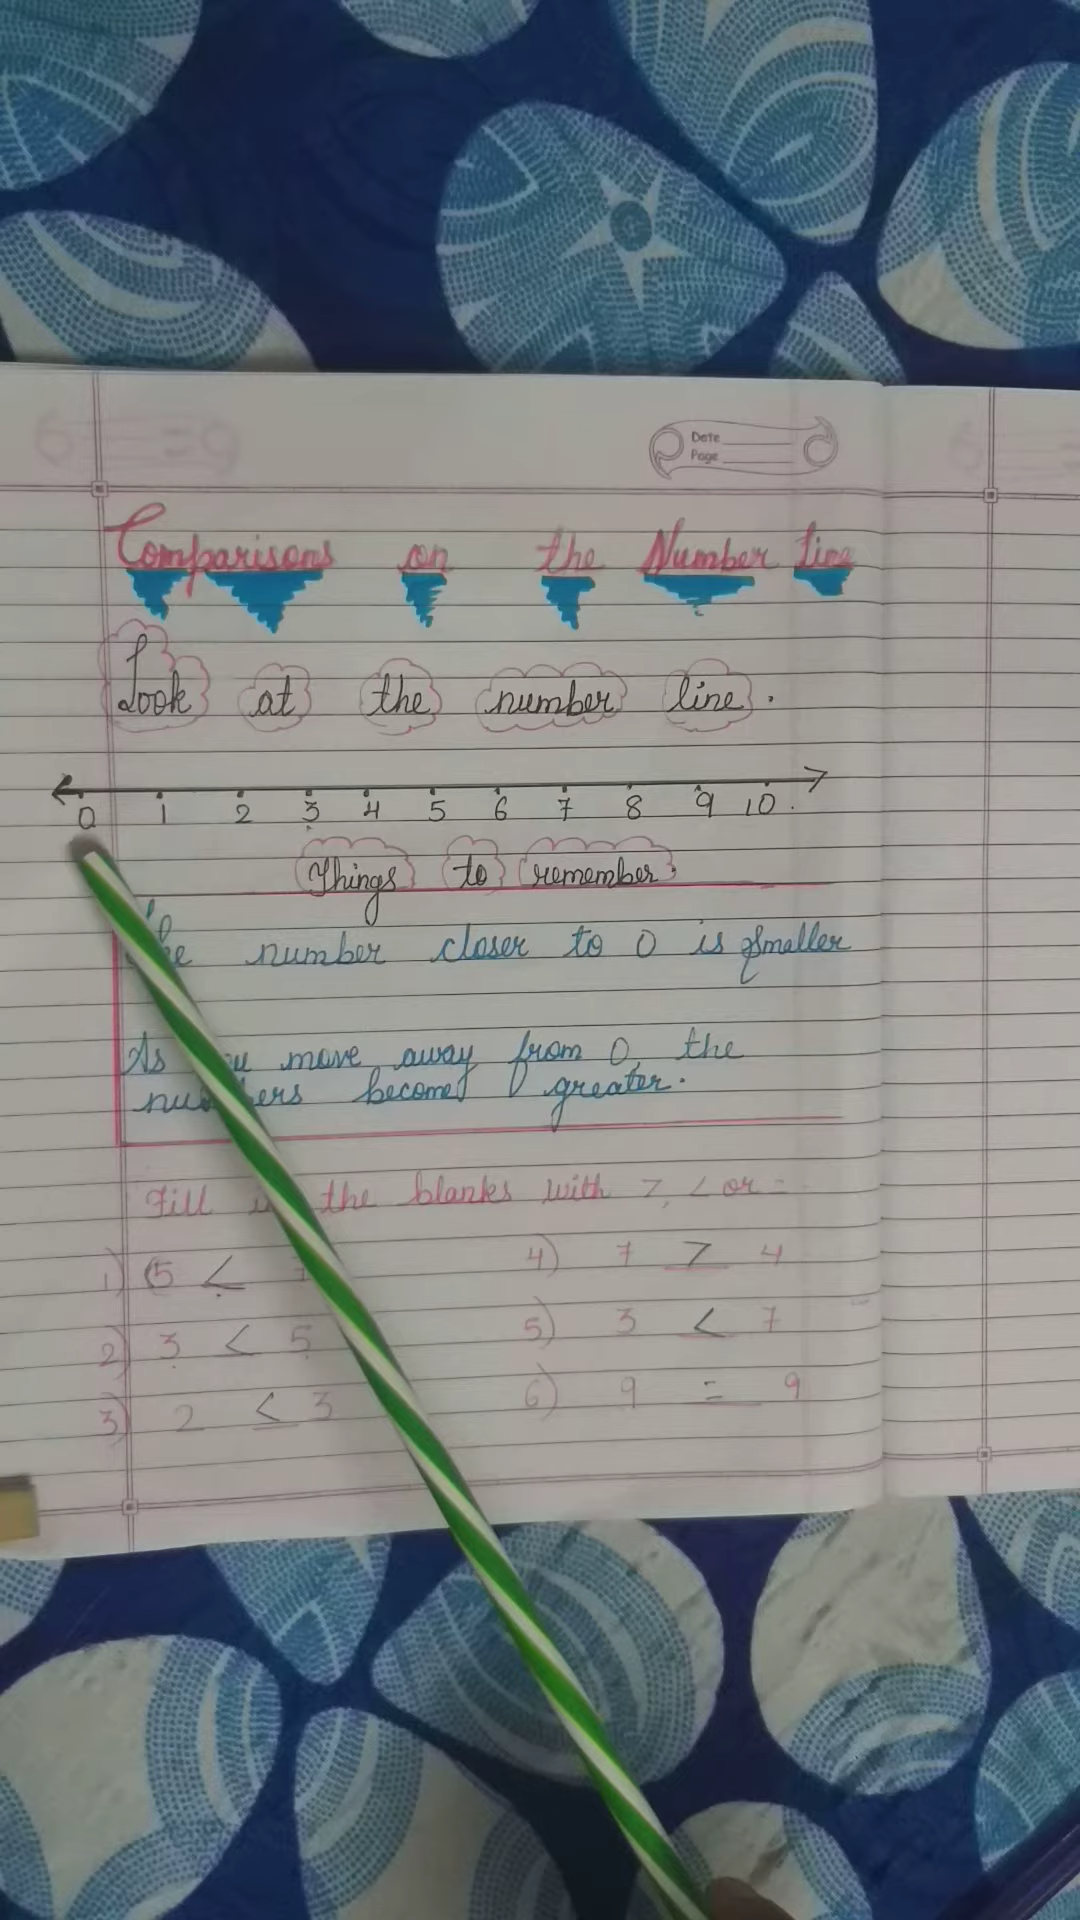 Date
Page
Comparisons on the Number Line
Look at the number line.
0 1 2 3 4 5 6 7 8 9 10.
Things to remember
The number closer to 0 is smaller
As move away from 0, the
numbers become greater.
Fill the blanks with >, < or =
1) 5 <
4) 7 > 4
2) 3 < 5
5) 3 < 7
3) 2 < 3
6) 9 = 9